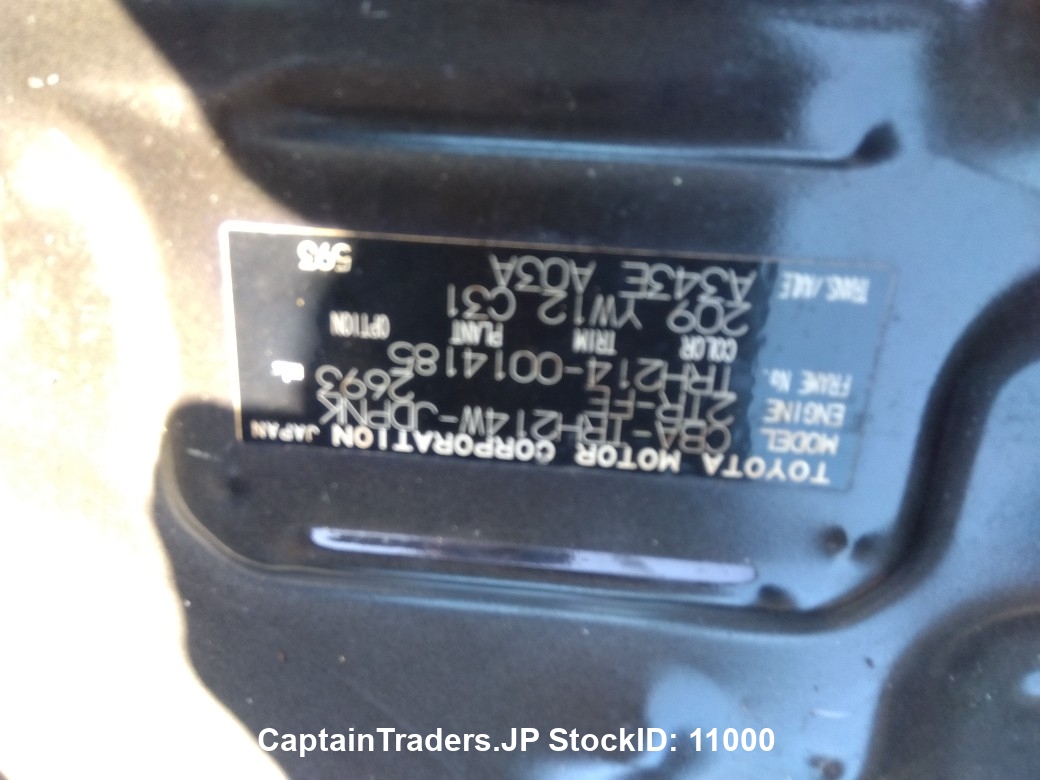 TOYOTA MOTOR CORPORATION JAPAN
MODEL CBA-TRH214W-JDPNK
ENGINE 2TR-FE 2693
FRAME No. TRH214-0014185
COLOR TRIM PLANT OPTION
209 YW12 C31
TRANS./AXLE A343E A03A
593
CaptainTraders.JP StockID: 11000